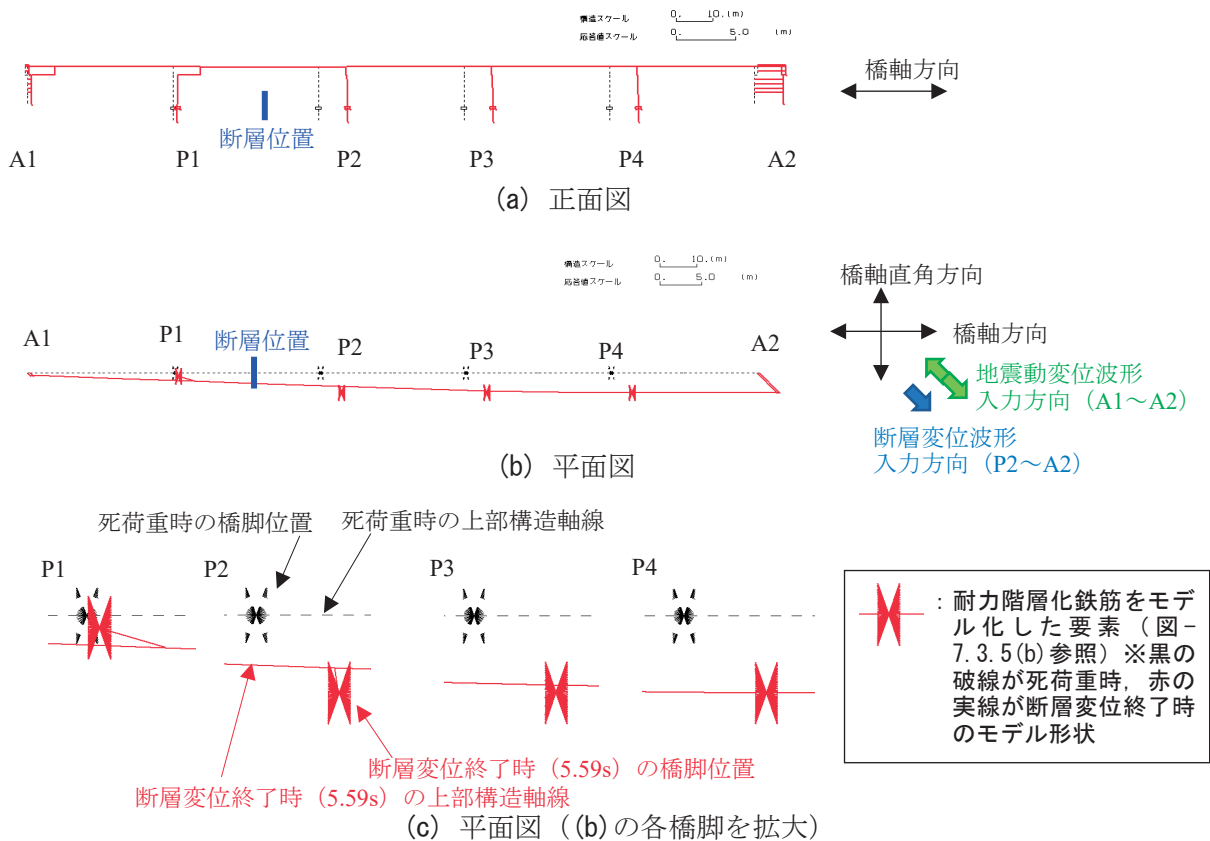 構造スケール 0. 10.(m)
応答値スケール 0. 5.0 (m)
橋軸方向
断層位置
A1 P1 P2 P3 P4 A2
(a) 正面図
構造スケール 0. 10.(m)
応答値スケール 0. 5.0 (m)
橋軸直角方向
A1 P1 断層位置 P2 P3 P4 A2
橋軸方向
地震動変位波形
入力方向（A1～A2）
断層変位波形
入力方向（P2～A2）
(b) 平面図
死荷重時の橋脚位置 死荷重時の上部構造軸線
P1 P2 P3 P4
：耐力階層化鉄筋をモデ
ル化した要素（図-
7.3.5(b)参照）※黒の
破線が死荷重時，赤の
実線が断層変位終了時
のモデル形状
断層変位終了時（5.59s）の橋脚位置
断層変位終了時（5.59s）の上部構造軸線
(c) 平面図（(b)の各橋脚を拡大）